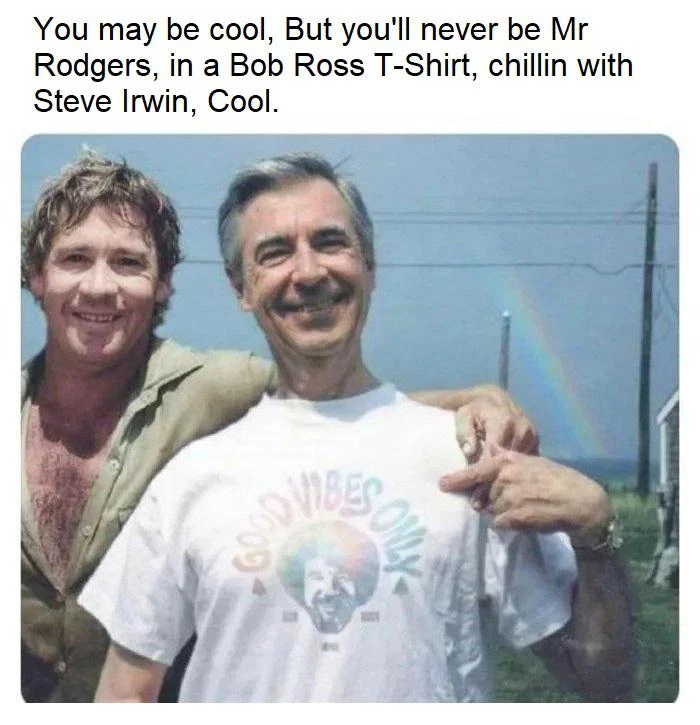 You may be cool, But you'll never be Mr
Rodgers, in a Bob Ross T-Shirt, chillin with
Steve Irwin, Cool.
GOOD VIBES ONLY